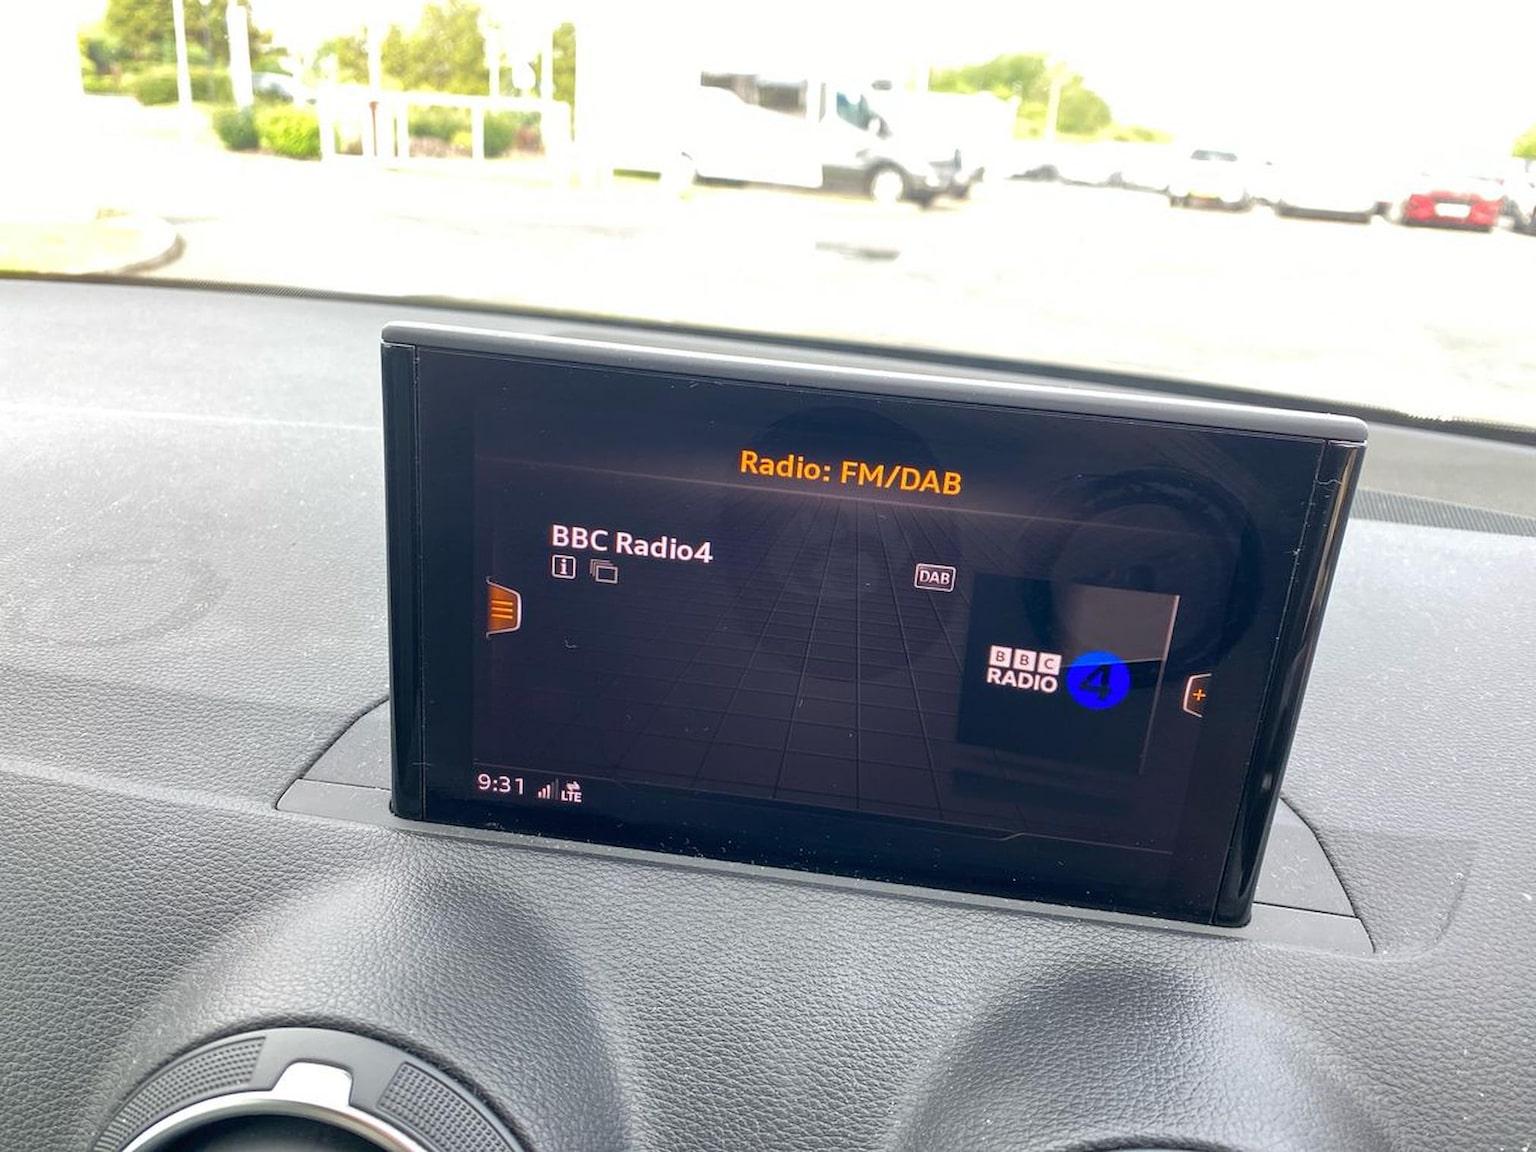 Radio: FM/DAB
BBC Radio4
i
DAB
BBC
RADIO 4
+
9:31 LTE